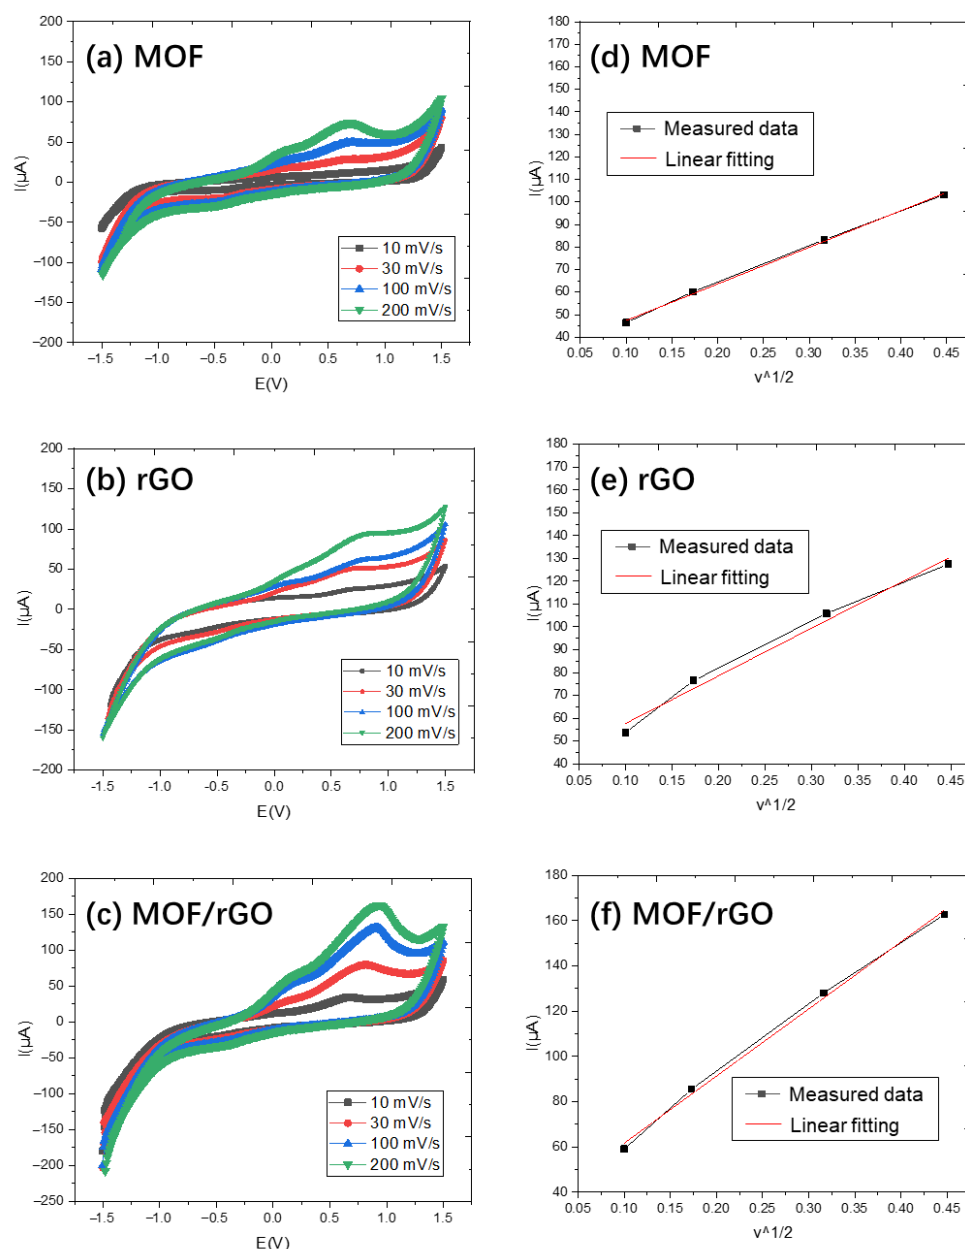 (a) MOF
200
150
100
50
0
−50
−100
−150
−200
I(μA)
10 mV/s
30 mV/s
100 mV/s
200 mV/s
−1.5 −1.0 −0.5 0.0 0.5 1.0 1.5
E(V)
(d) MOF
180
170
160
150
140
130
120
110
100
90
80
70
60
50
40
I(μA)
Measured data
Linear fitting
0.05 0.10 0.15 0.20 0.25 0.30 0.35 0.40 0.45
v^1/2
(b) rGO
200
150
100
50
0
−50
−100
−150
−200
I(μA)
10 mV/s
30 mV/s
100 mV/s
200 mV/s
-1.5 -1.0 -0.5 0.0 0.5 1.0 1.5
E(V)
(e) rGO
180
170
160
150
140
130
120
110
100
90
80
70
60
50
40
I(μA)
Measured data
Linear fitting
0.05 0.10 0.15 0.20 0.25 0.30 0.35 0.40 0.45
v^1/2
(c) MOF/rGO
200
150
100
50
0
−50
−100
−150
−200
−250
I(μA)
10 mV/s
30 mV/s
100 mV/s
200 mV/s
−1.5 −1.0 −0.5 0.0 0.5 1.0 1.5
E(V)
(f) MOF/rGO
180
160
140
120
100
80
60
40
I(μA)
Measured data
Linear fitting
0.05 0.10 0.15 0.20 0.25 0.30 0.35 0.40 0.45
v^1/2